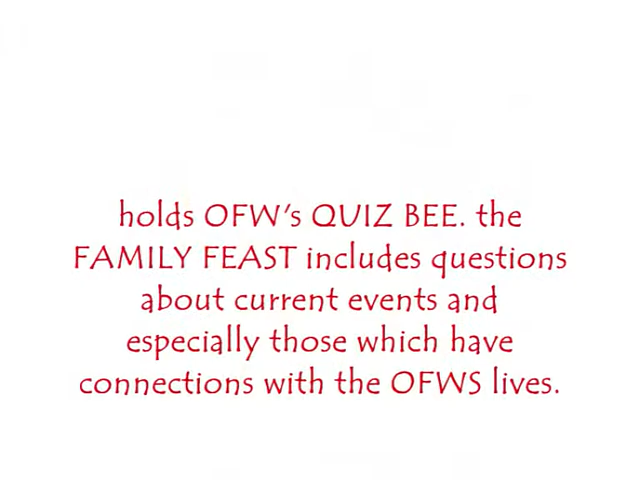 holds OFW's QUIZ BEE. the
FAMILY FEAST includes questions
about current events and
especially those which have
connections with the OFWS lives.